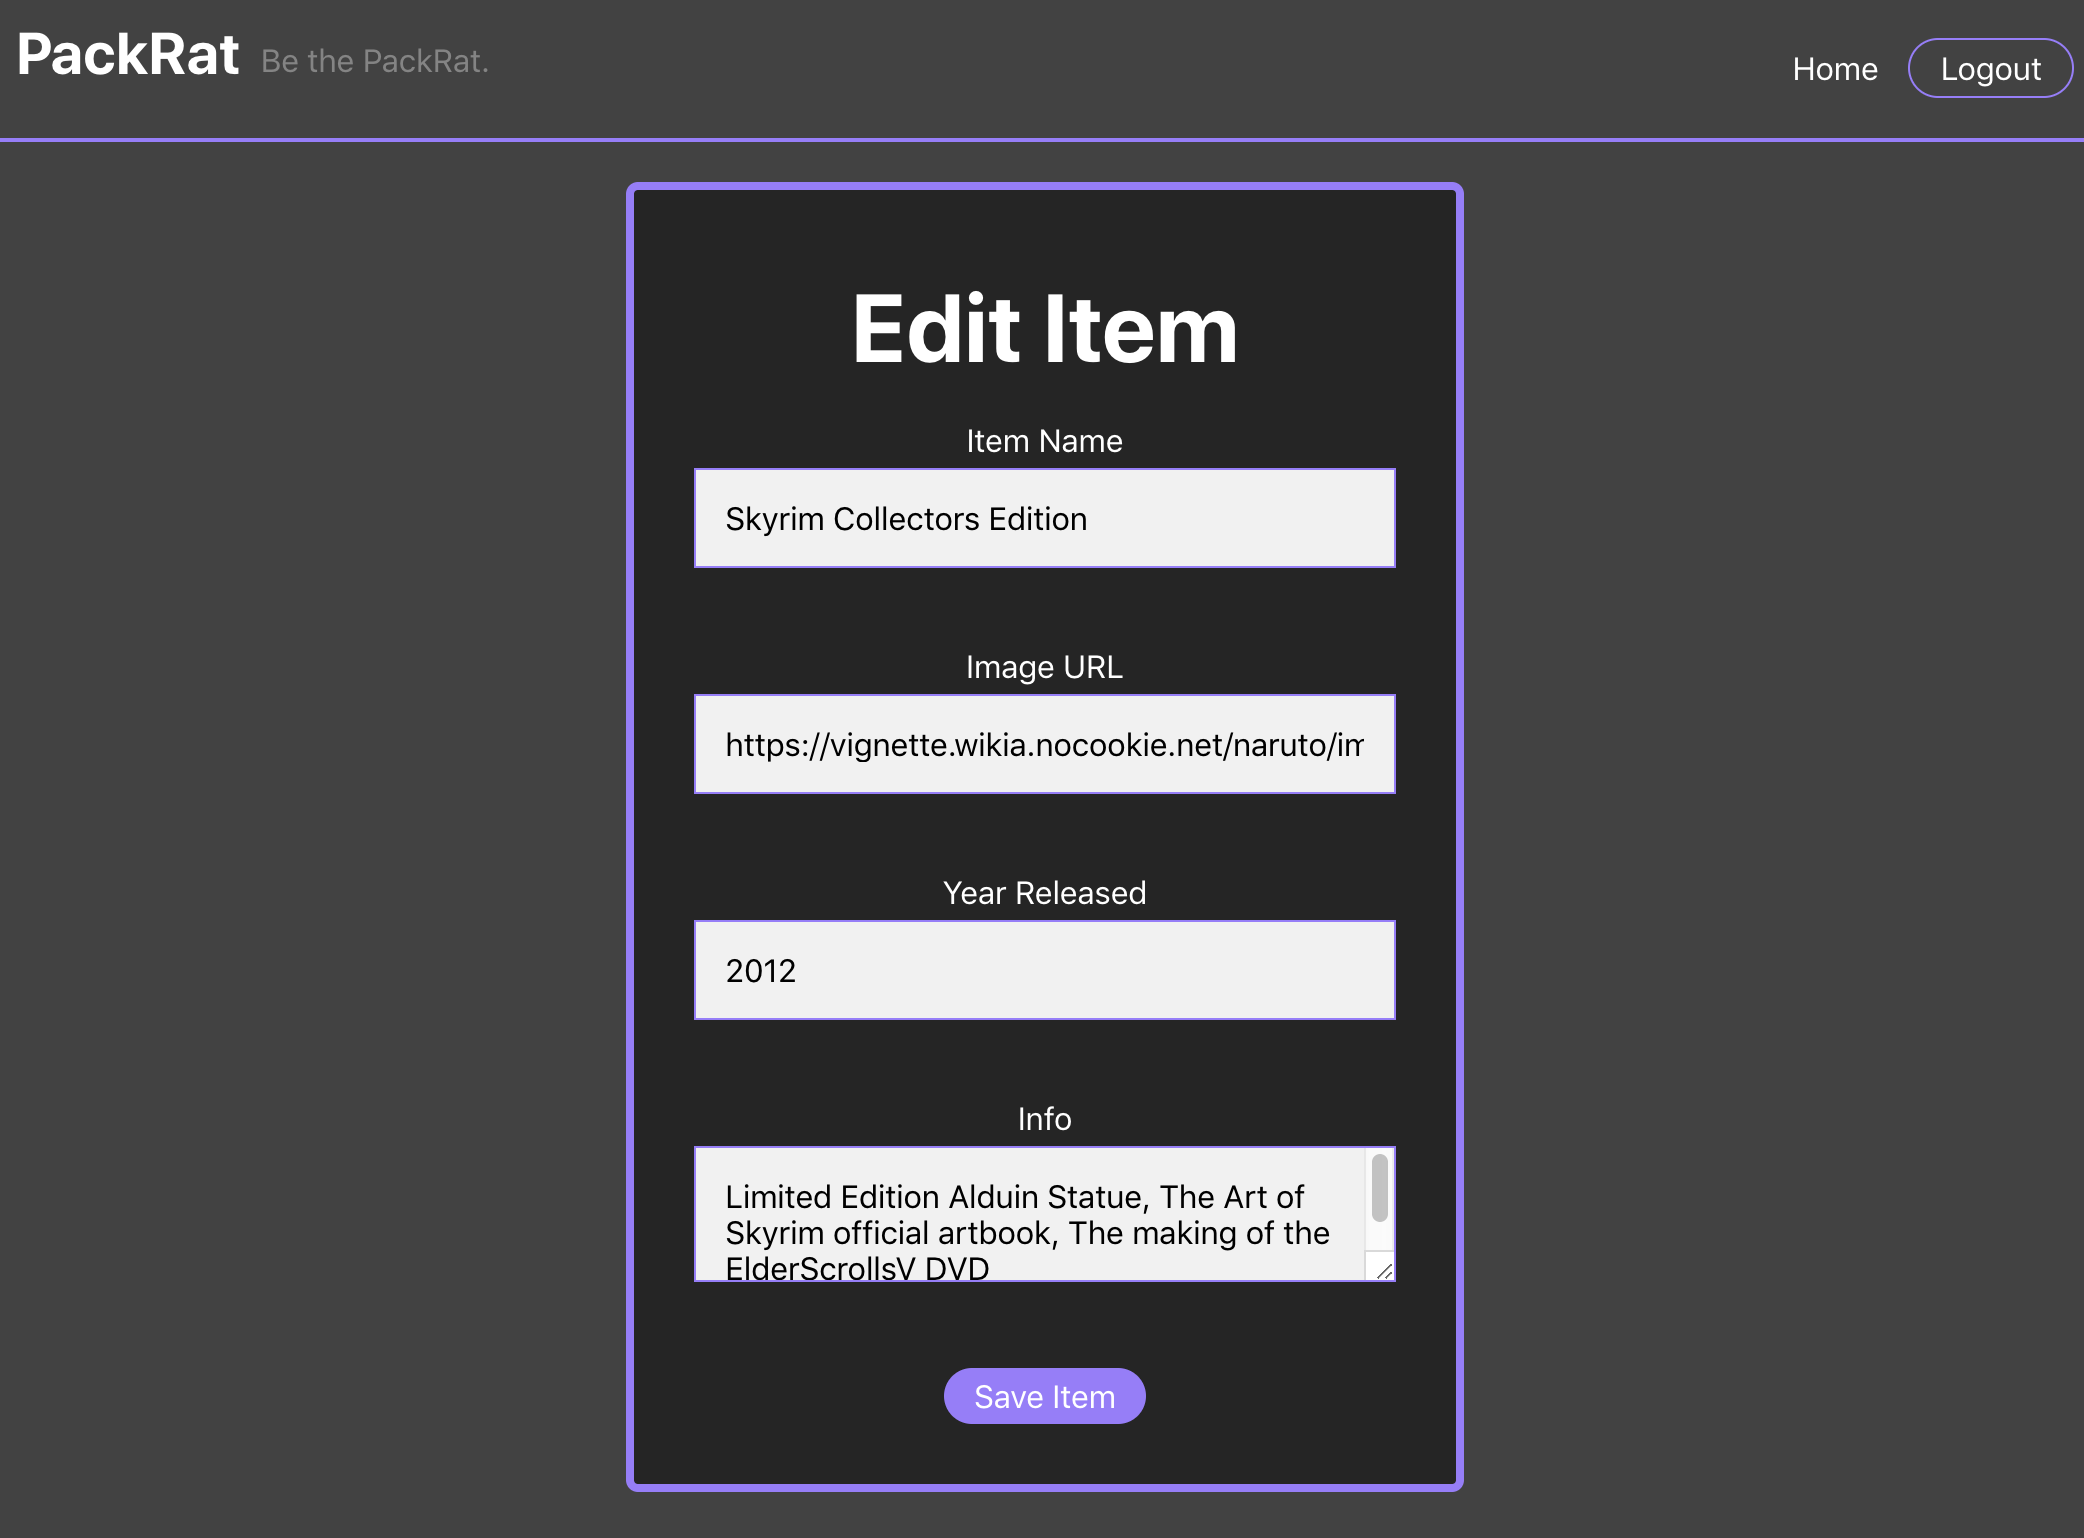 PackRat Be the PackRat.
Home Logout
Edit Item
Item Name
Skyrim Collectors Edition
Image URL
https://vignette.wikia.nocookie.net/naruto/im
Year Released
2012
Info
Limited Edition Alduin Statue, The Art of
Skyrim official artbook, The making of the
ElderScrollsV DVD
Save Item